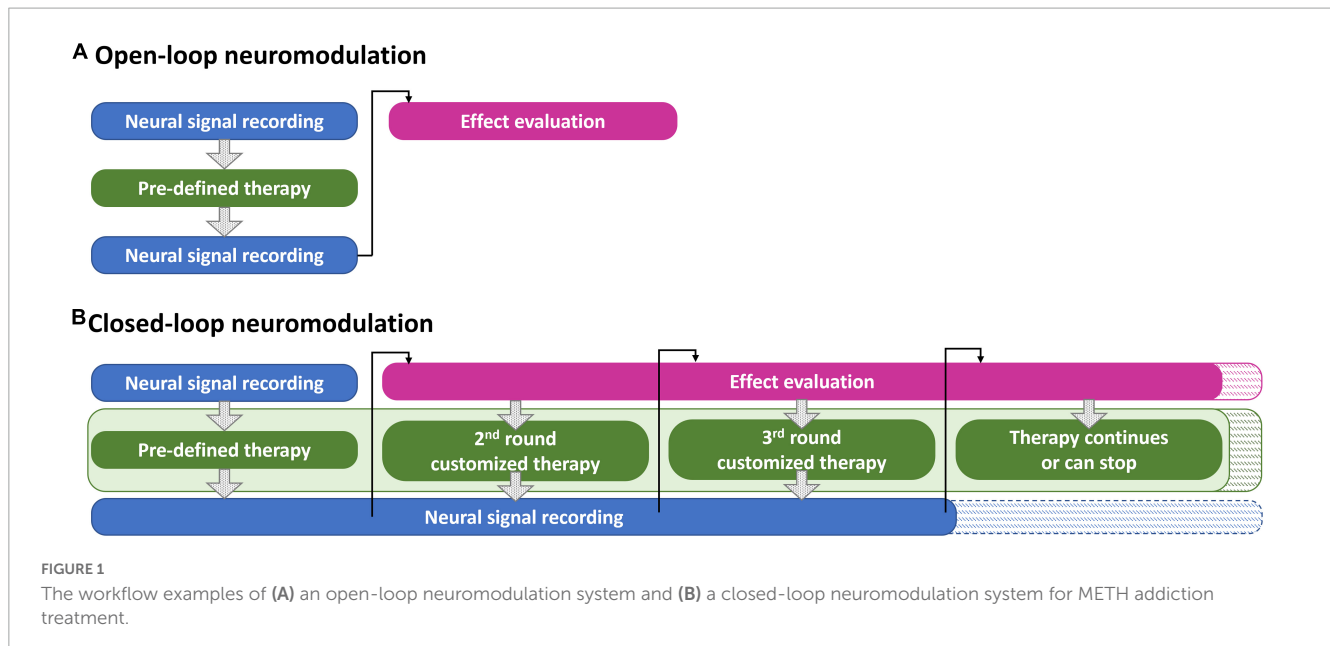 A Open-loop neuromodulation
Neural signal recording
Effect evaluation
Pre-defined therapy
Neural signal recording
B Closed-loop neuromodulation
Neural signal recording
Effect evaluation
Pre-defined therapy
2nd round
customized therapy
3rd round
customized therapy
Therapy continues
or can stop
Neural signal recording
FIGURE 1
The workflow examples of (A) an open-loop neuromodulation system and (B) a closed-loop neuromodulation system for METH addiction
treatment.